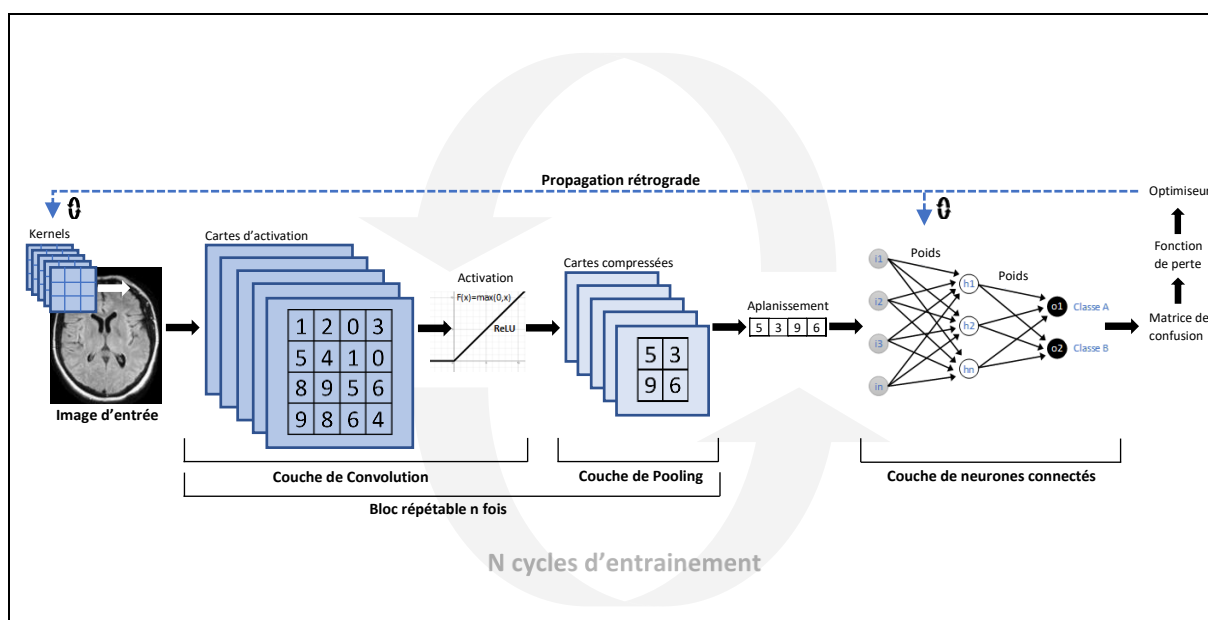 Propagation rétrograde
Optimiseur
Kernels
Cartes d'activation
Activation
F(x)=max(0,x)
ReLU
Cartes compressées
Aplanissement
5 3 9 6
Poids
Poids
Fonction
de perte
Matrice de
confusion
1 2 0 3
5 4 1 0
8 9 5 6
9 8 6 4
5 3
9 6
i1
i2
i3
in
h1
h2
hn
o1
o2
Classe A
Classe B
Image d'entrée
Couche de Convolution
Couche de Pooling
Couche de neurones connectés
Bloc répétable n fois
N cycles d'entrainement